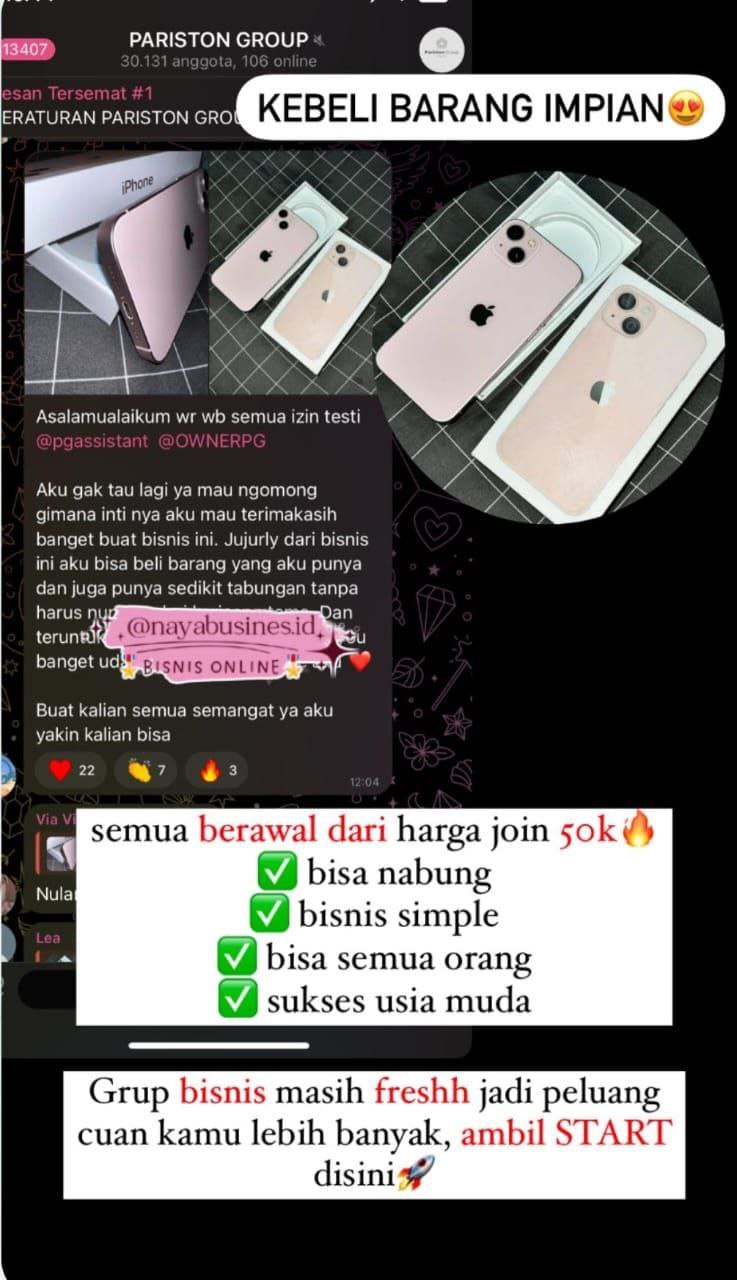 13407
PARISTON GROUP
30.131 anggota, 106 online
esan Tersemat #1
ERATURAN PARISTON GROU
KEBELI BARANG IMPIAN😍
iPhone
Asalamualaikum wr wb semua izin testi
@pgassistant @OWNERPG
Aku gak tau lagi ya mau ngomong
gimana inti nya aku mau terimakasih
banget buat bisnis ini. Jujurly dari bisnis
ini aku bisa beli barang yang aku punya
dan juga punya sedikit tabungan tanpa
harus Dan
@nayabusines.id
banget
BISNIS ONLINE
Buat kalian semua semangat ya aku
yakin kalian bisa
❤️ 22 👏 7 🔥 3
12:04
Via Vi
Nular
Lea
semua berawal dari harga join 50k🔥
✅ bisa nabung
✅ bisnis simple
✅ bisa semua orang
✅ sukses usia muda
Grup bisnis masih freshh jadi peluang
cuan kamu lebih banyak, ambil START
disini🚀